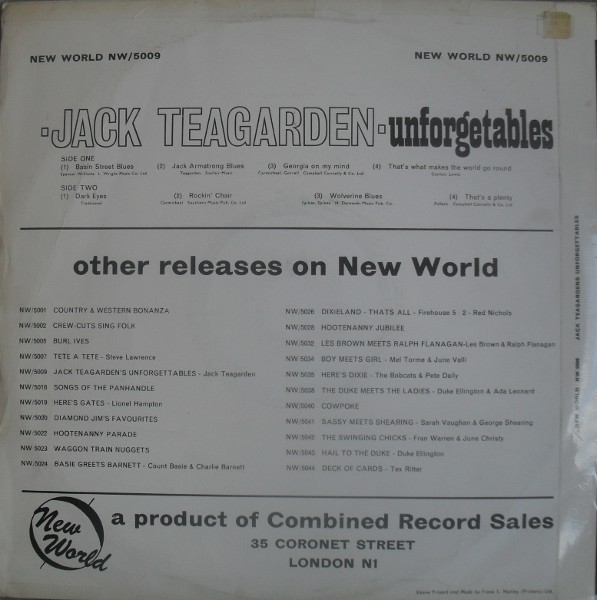 NEW WORLD NW/5009
NEW WORLD NW/5009
·JACK TEAGARDEN·unforgetables
SIDE ONE
(1) Basin Street Blues (2) Jack Armstrong Blues (3) Georgia on my mind (4) That's what makes the world go round
SIDE TWO
(1) Dark Eyes (2) Rockin' Chair (3) Wolverine Blues (4) That's a plenty
other releases on New World
NW/5001 COUNTRY & WESTERN BONANZA
NW/5002 CREW-CUTS SING FOLK
NW/5005 BURL IVES
NW/5007 TETE A TETE - Steve Lawrence
NW/5009 JACK TEAGARDEN'S UNFORGETTABLES - Jack Teagarden
NW/5018 SONGS OF THE PANHANDLE
NW/5019 HERE'S GATES - Lionel Hampton
NW/5020 DIAMOND JIM'S FAVOURITES
NW/5022 HOOTENANNY PARADE
NW/5023 WAGGON TRAIN NUGGETS
NW/5024 BASIE GREETS BARNETT - Count Basie & Charlie Barnett
NW/5026 DIXIELAND - THATS ALL - Firehouse 5 · 2 - Red Nichols
NW/5028 HOOTENANNY JUBILEE
NW/5032 LES BROWN MEETS RALPH FLANAGAN - Les Brown & Ralph Flanagan
NW/5034 BOY MEETS GIRL - Mel Torme & June Valli
NW/5035 HERE'S DIXIE - The Bobcats & Pete Daily
NW/5038 THE DUKE MEETS THE LADIES - Duke Ellington & Ada Leonard
NW/5040 COWPOKE
NW/5041 SASSY MEETS SHEARING - Sarah Vaughan & George Shearing
NW/5042 THE SWINGING CHICKS - Fran Warren & June Christy
NW/5043 HAIL TO THE DUKE - Duke Ellington
NW/5044 DECK OF CARDS - Tex Ritter
New World
a product of Combined Record Sales
35 CORONET STREET
LONDON N1
JACK TEAGARDENS UNFORGETTABLES
NEW WORLD NW 5009